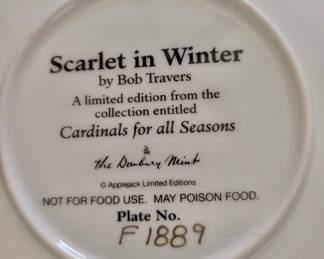 Scarlet in Winter
by Bob Travers
A limited edition from the
collection entitled
Cardinals for all Seasons
The Danbury Mint
© Applejack Limited Editions
NOT FOR FOOD USE. MAY POISON FOOD.
Plate No.
F1889